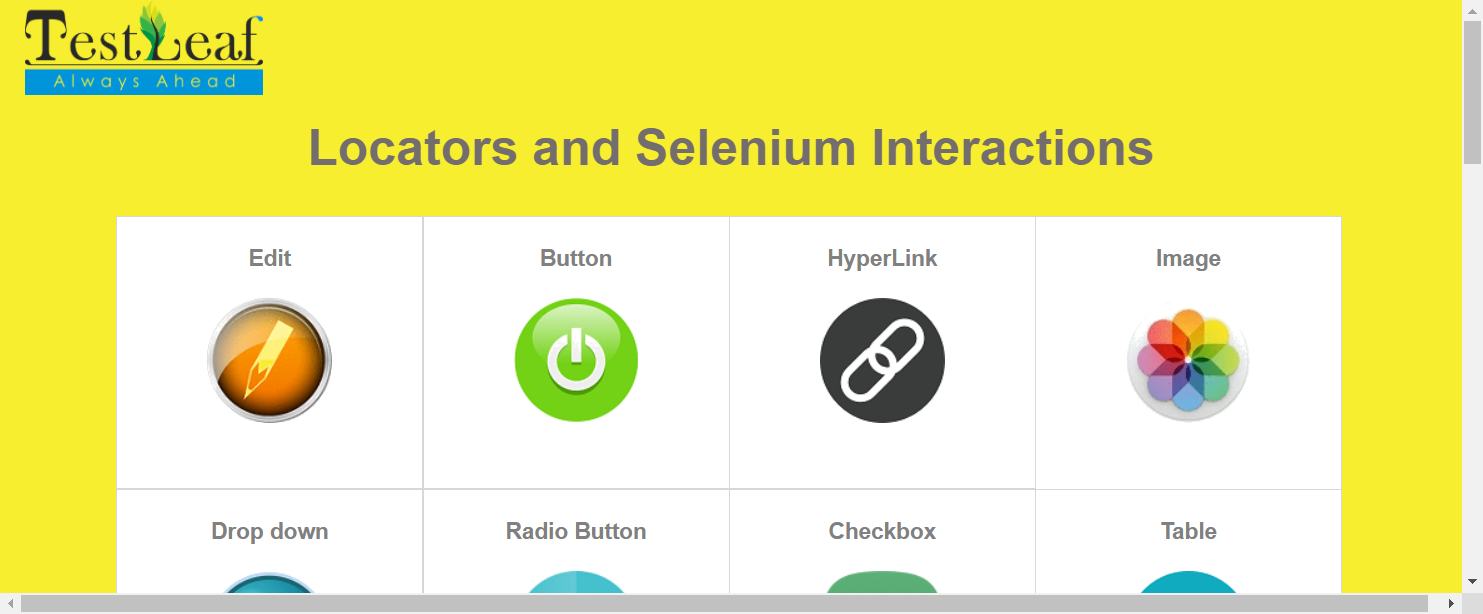 TestLeaf
Always Ahead
Locators and Selenium Interactions
Edit
Button
HyperLink
Image
Drop down
Radio Button
Checkbox
Table